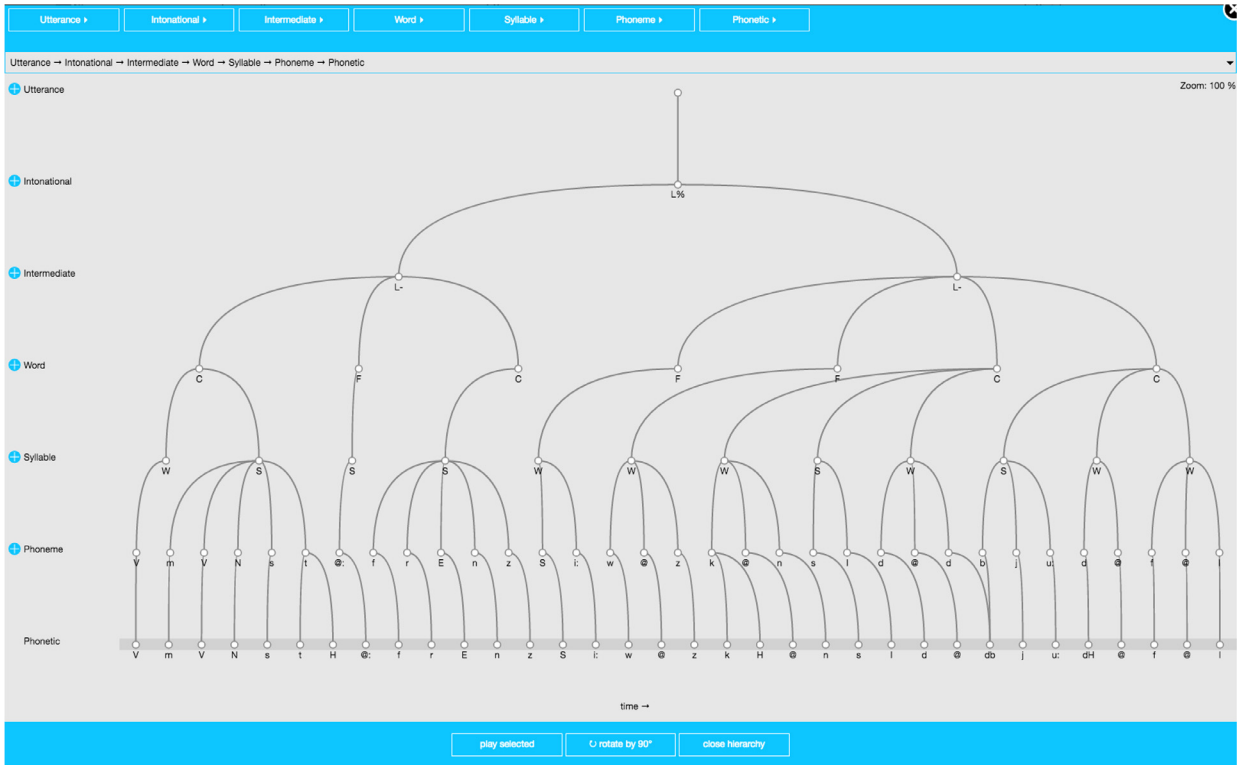 Utterance ▸ Intonational ▸ Intermediate ▸ Word ▸ Syllable ▸ Phoneme ▸ Phonetic ▸
Utterance → Intonational → Intermediate → Word → Syllable → Phoneme → Phonetic
Utterance Zoom: 100 %
Intonational
L%
Intermediate
L- L-
Word
C F C F F C C
Syllable
W S S S W W W S W S W W
Phoneme
V m V N s t @: f r E n z S i: w @ z k @ n s l d @ d b j u: d @ f @ l
Phonetic
V m V N s t H @: f r E n z S i: w @ z k H @ n s l d @ db j u: dH @ f @ l
time →
play selected ↻ rotate by 90° close hierarchy